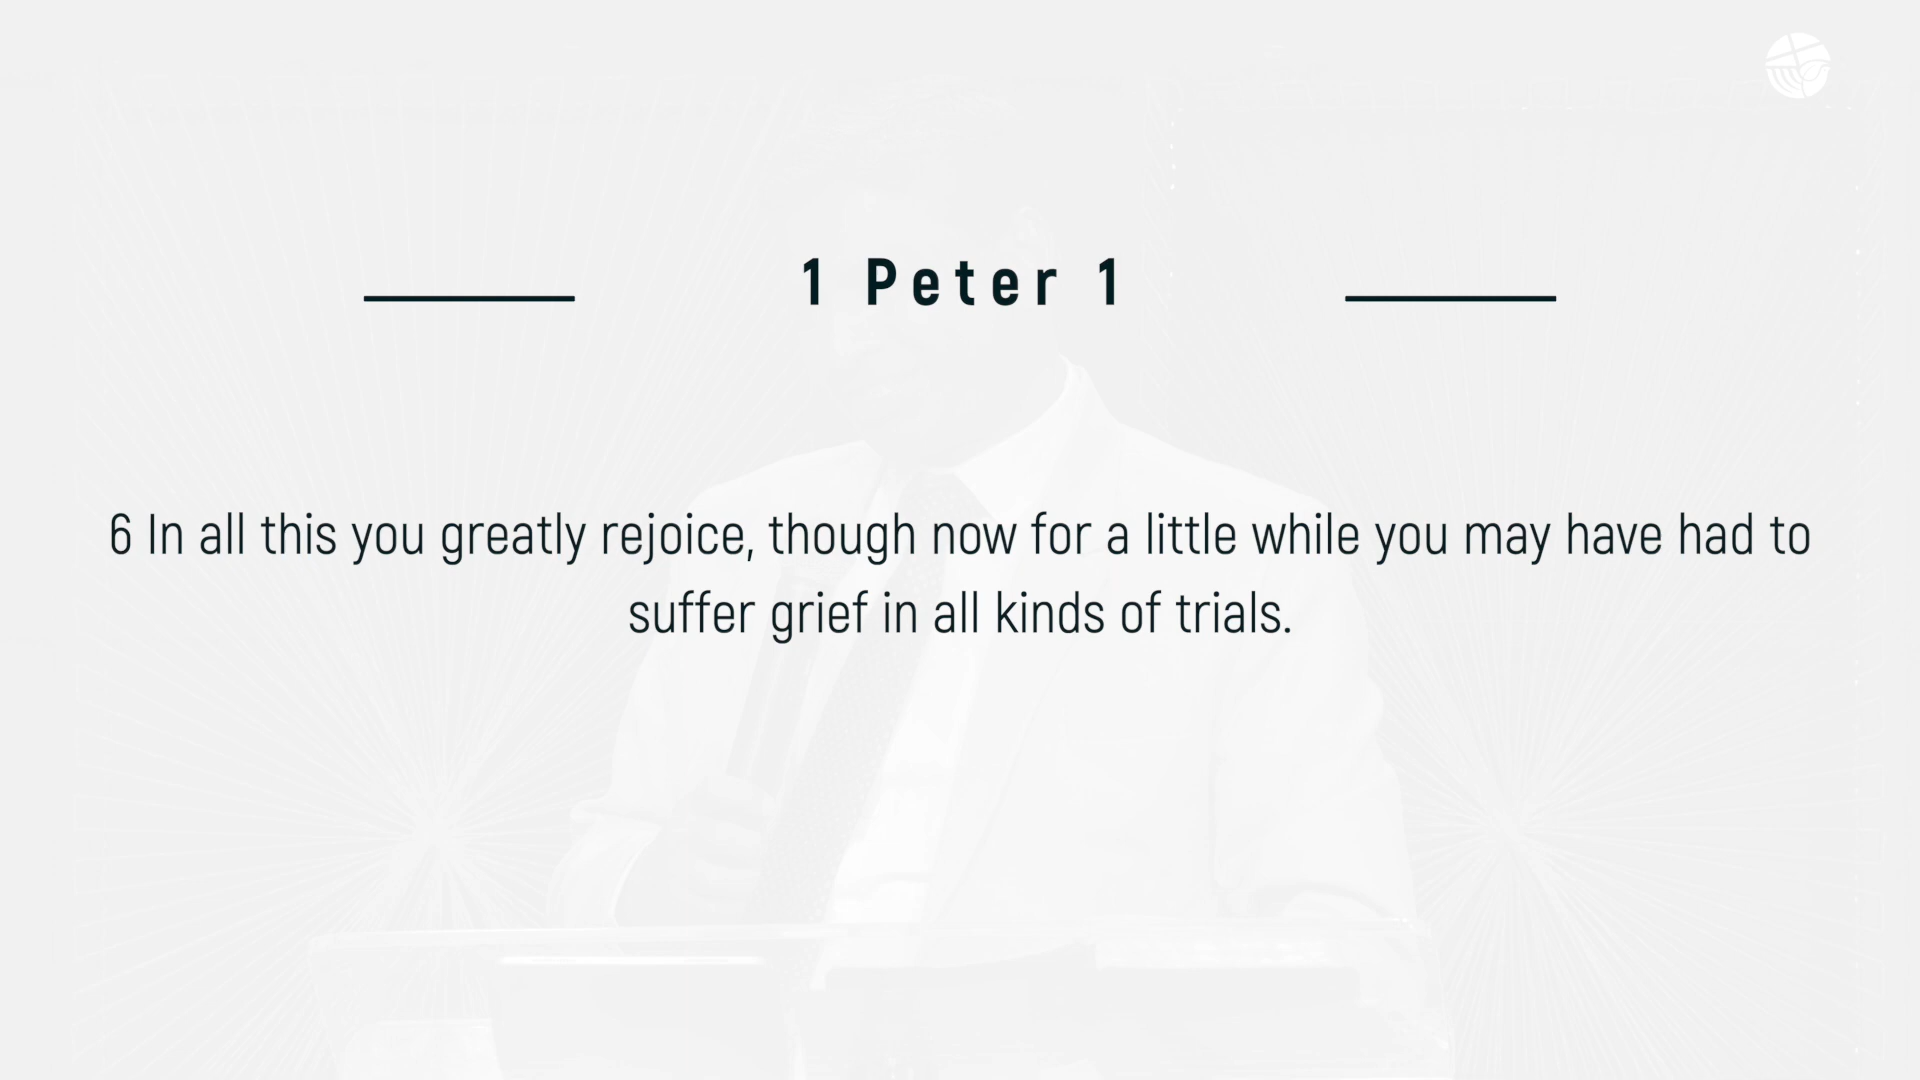 1 Peter 1
6 In all this you greatly rejoice, though now for a little while you may have had to
suffer grief in all kinds of trials.